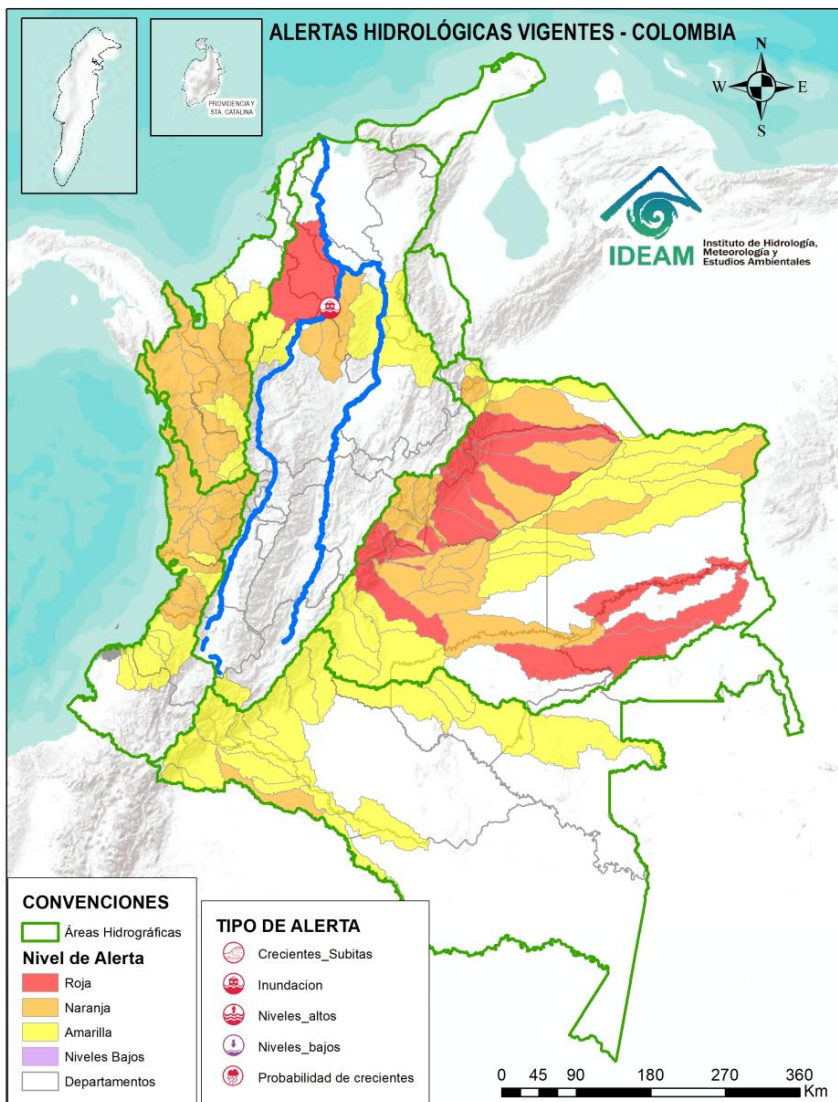 ALERTAS HIDROLÓGICAS VIGENTES - COLOMBIA
PROVIDENCIA Y
STA. CATALINA
N
W
E
S
IDEAM
Instituto de Hidrología,
Meteorología y
Estudios Ambientales
CONVENCIONES
Áreas Hidrográficas
Nivel de Alerta
Roja
Naranja
Amarilla
Niveles Bajos
Departamentos
TIPO DE ALERTA
Crecientes_Subitas
Inundacion
Niveles_altos
Niveles_bajos
Probabilidad de crecientes
0 45 90 180 270 360
Km